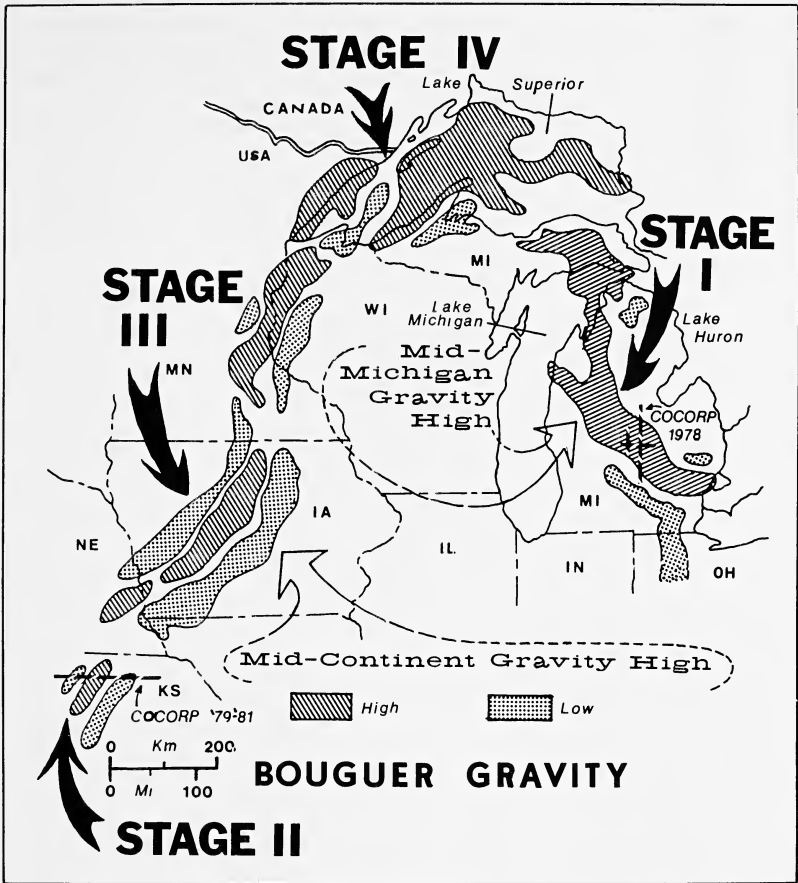 STAGE IV
Lake Superior
CANADA
USA
STAGE
I
MI
STAGE
III
WI
Lake
Michigan
Lake
Huron
MN
Mid-
Michigan
Gravity
High
COCORP
1978
NE
IA
IL.
MI
IN
OH
Mid-Continent Gravity High
KS
COCORP '79-'81
High
Low
0 Km 200.
0 MI 100
BOUGUER GRAVITY
STAGE II